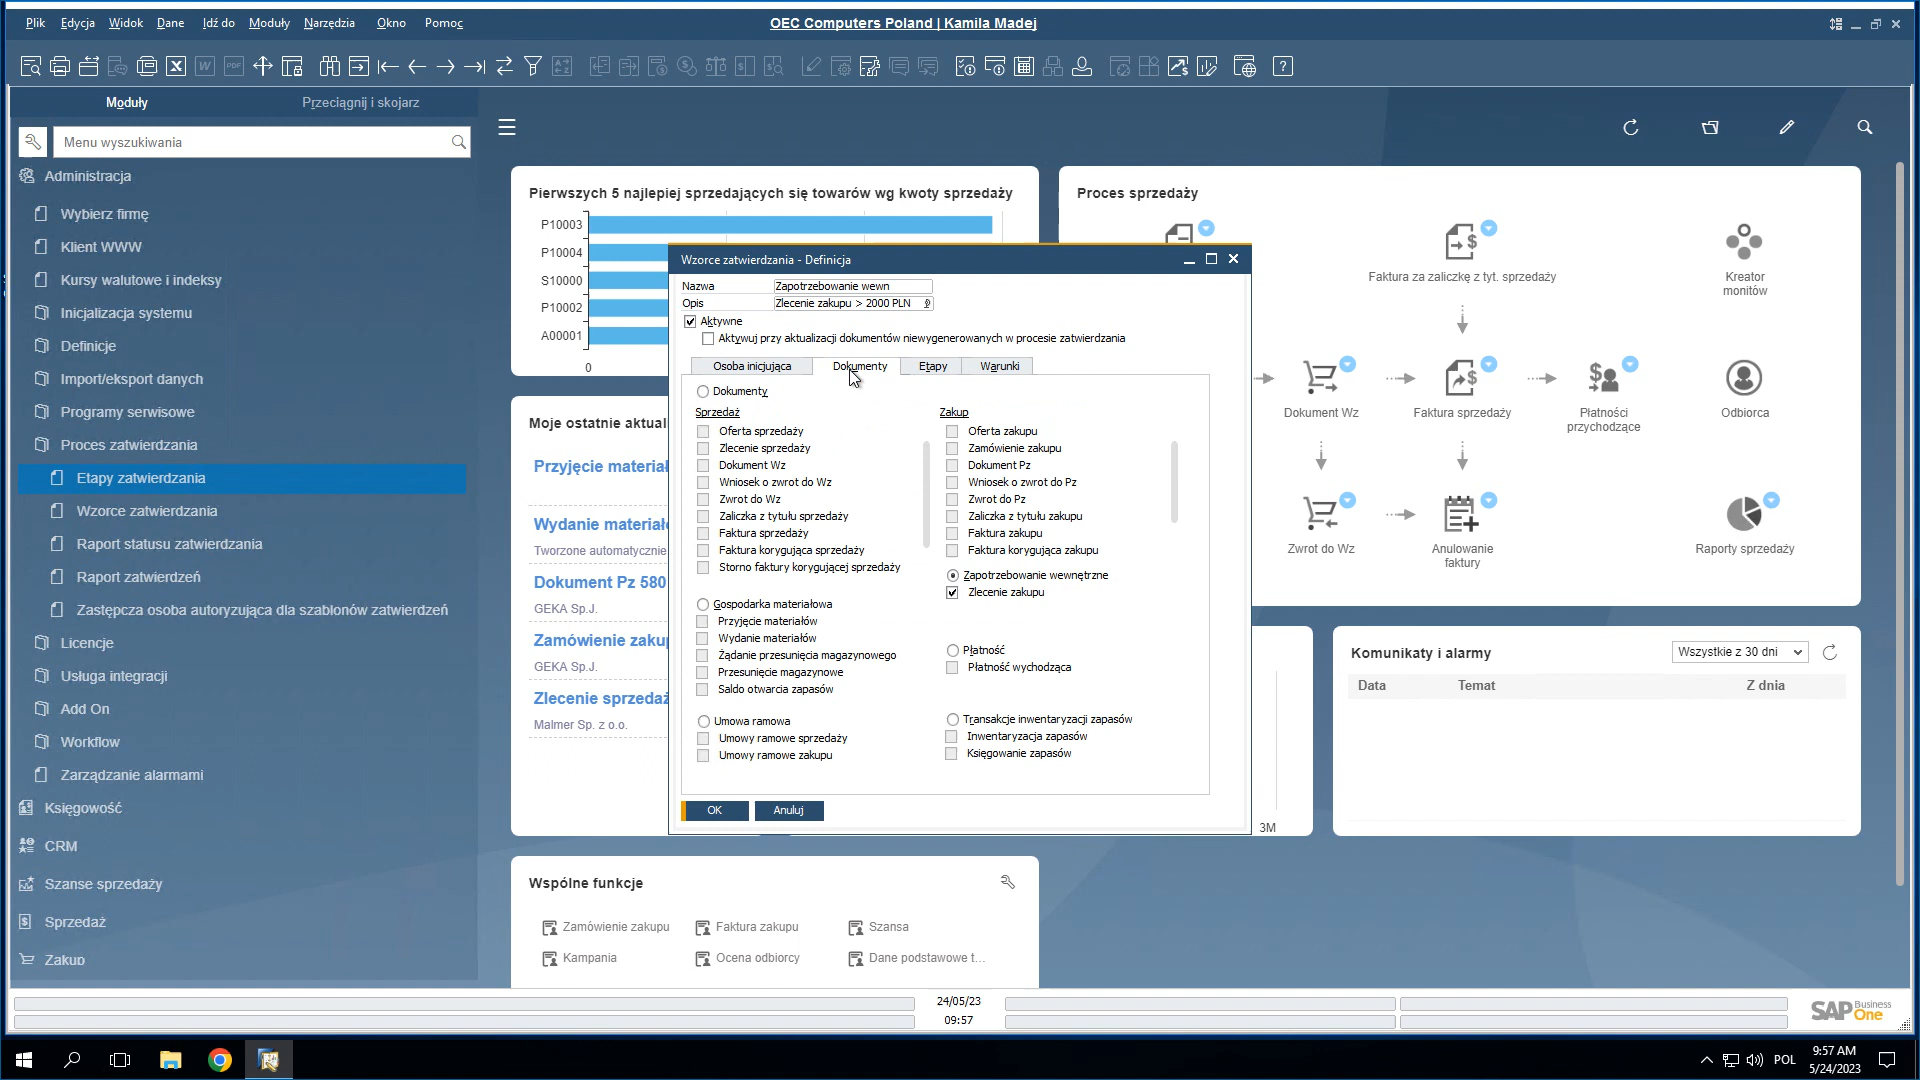 Plik Edycja Widok Dane Idź do Moduły Narzędzia Okno Pomoc
OEC Computers Poland | Kamila Madej
Moduły
Przeciągnij i skojarz
Menu wyszukiwania
Administracja
Wybierz firmę
Klient WWW
Kursy walutowe i indeksy
Inicjalizacja systemu
Definicje
Import/eksport danych
Programy serwisowe
Proces zatwierdzania
Etapy zatwierdzania
Wzorce zatwierdzania
Raport statusu zatwierdzania
Raport zatwierdzeń
Zastępcza osoba autoryzująca dla szablonów zatwierdzeń
Licencje
Usługa integracji
Add On
Workflow
Zarządzanie alarmami
Księgowość
CRM
Szanse sprzedaży
Sprzedaż
Zakup
Pierwszych 5 najlepiej sprzedających się towarów wg kwoty sprzedaży
P10003
P10004
S10000
P10002
A00001
0
Moje ostatnie aktual
Przyjęcie materiał
Wydanie materiało
Tworzone automatycznie
Dokument Pz 580
GEKA Sp.J.
Zamówienie zakup
GEKA Sp.J.
Zlecenie sprzedaż
Malmer Sp. z o.o.
3M
Wspólne funkcje
Zamówienie zakupu
Faktura zakupu
Szansa
Kampania
Ocena odbiorcy
Dane podstawowe t...
Proces sprzedaży
Faktura za zaliczkę z tyt. sprzedaży
Kreator
monitów
Dokument Wz
Faktura sprzedaży
Płatności
przychodzące
Odbiorca
Zwrot do Wz
Anulowanie
faktury
Raporty sprzedaży
Komunikaty i alarmy
Wszystkie z 30 dni
Data
Temat
Z dnia
Wzorce zatwierdzania - Definicja
Nazwa
Zapotrzebowanie wewn
Opis
Zlecenie zakupu > 2000 PLN
Aktywne
Aktywuj przy aktualizacji dokumentów niewygenerowanych w procesie zatwierdzania
Osoba inicjująca
Dokumenty
Etapy
Warunki
Dokumenty
Sprzedaż
Oferta sprzedaży
Zlecenie sprzedaży
Dokument Wz
Wniosek o zwrot do Wz
Zwrot do Wz
Zaliczka z tytułu sprzedaży
Faktura sprzedaży
Faktura korygująca sprzedaży
Storno faktury korygującej sprzedaży
Zakup
Oferta zakupu
Zamówienie zakupu
Dokument Pz
Wniosek o zwrot do Pz
Zwrot do Pz
Zaliczka z tytułu zakupu
Faktura zakupu
Faktura korygująca zakupu
Zapotrzebowanie wewnętrzne
Zlecenie zakupu
Gospodarka materiałowa
Przyjęcie materiałów
Wydanie materiałów
Żądanie przesunięcia magazynowego
Przesunięcie magazynowe
Saldo otwarcia zapasów
Płatność
Płatność wychodząca
Umowa ramowa
Umowy ramowe sprzedaży
Umowy ramowe zakupu
Transakcje inwentaryzacji zapasów
Inwentaryzacja zapasów
Księgowanie zapasów
OK
Anuluj
24/05/23
09:57
SAP Business One
POL
9:57 AM
5/24/2023